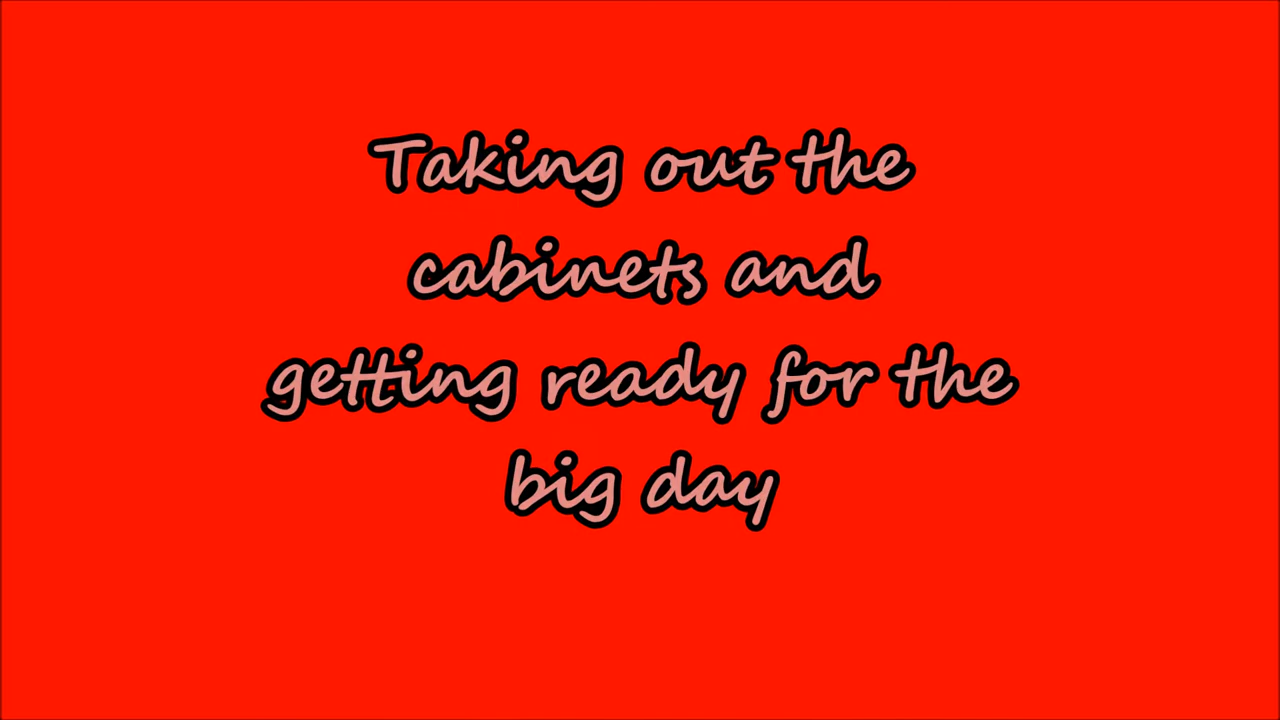 Taking out the
cabinets and
getting ready for the
big day